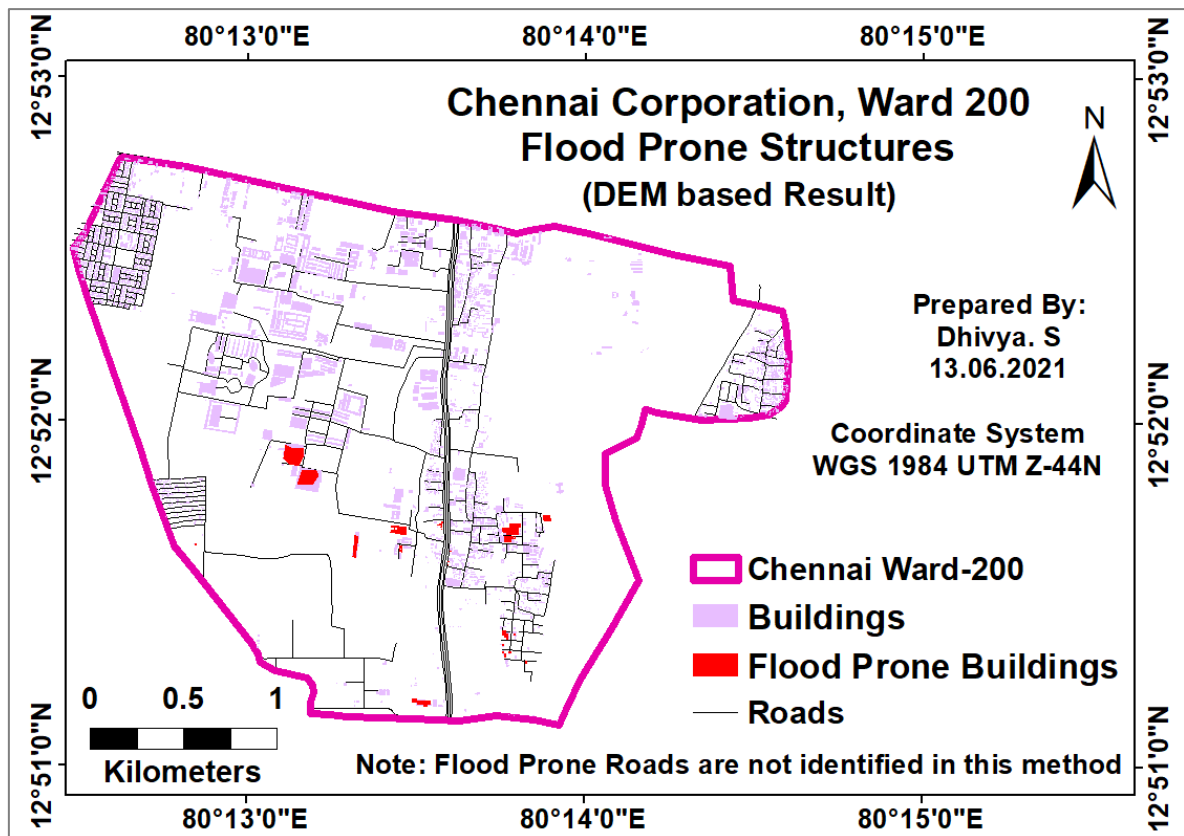 80°13'0"E 80°14'0"E 80°15'0"E
12°53'0"N 12°53'0"N
Chennai Corporation, Ward 200
Flood Prone Structures
(DEM based Result)
N
Prepared By:
Dhivya. S
13.06.2021
12°52'0"N 12°52'0"N
Coordinate System
WGS 1984 UTM Z-44N
Chennai Ward-200
Buildings
Flood Prone Buildings
Roads
0 0.5 1
Kilometers
Note: Flood Prone Roads are not identified in this method
12°51'0"N 12°51'0"N
80°13'0"E 80°14'0"E 80°15'0"E